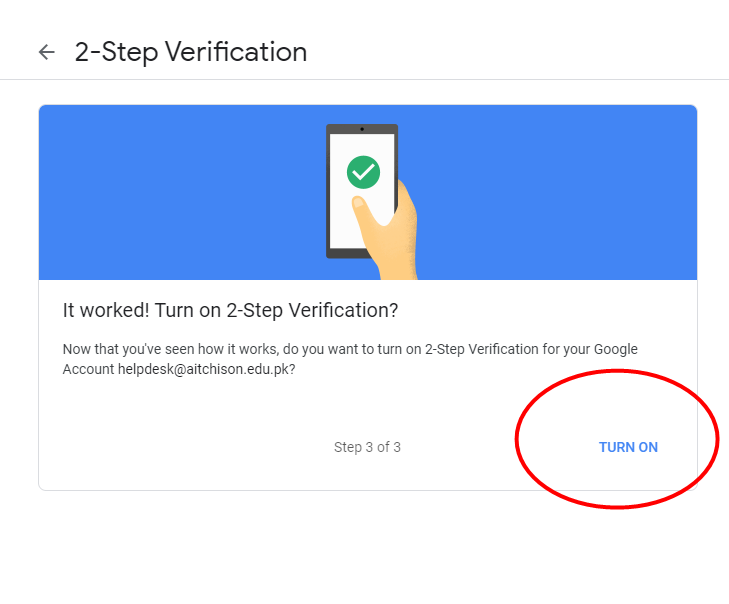 2-Step Verification
It worked! Turn on 2-Step Verification?
Now that you've seen how it works, do you want to turn on 2-Step Verification for your Google
Account helpdesk@aitchison.edu.pk?
Step 3 of 3
TURN ON